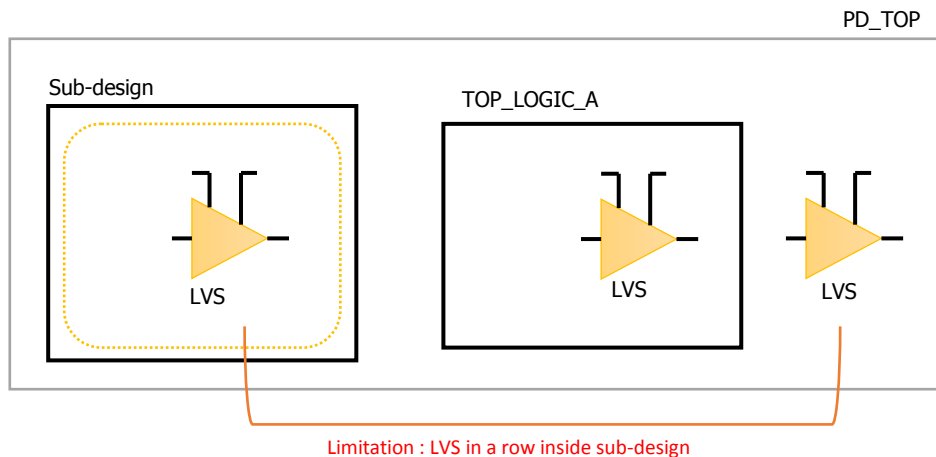 PD_TOP
Sub-design
TOP_LOGIC_A
LVS
LVS
LVS
Limitation : LVS in a row inside sub-design